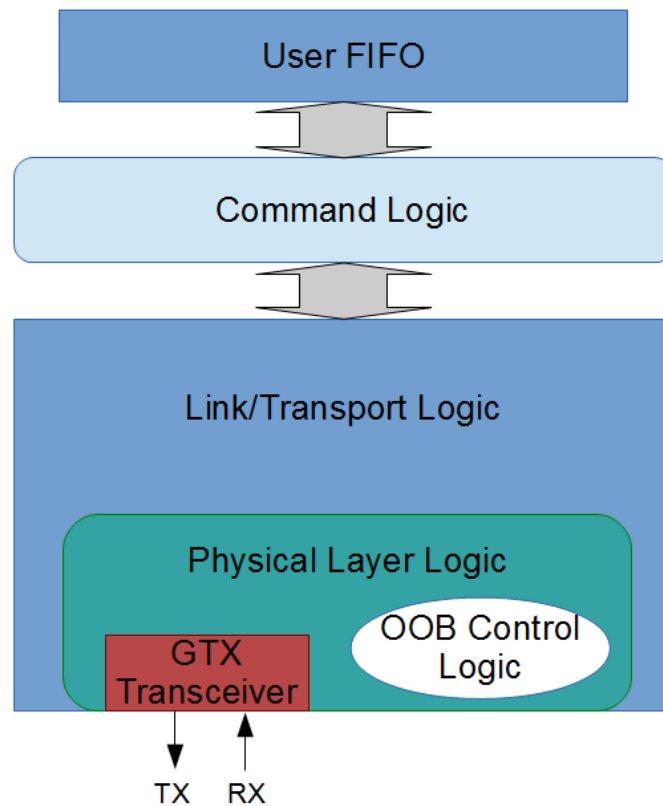 User FIFO
Command Logic
Link/Transport Logic
Physical Layer Logic
OOB Control
Logic
GTX
Transceiver
TX
RX